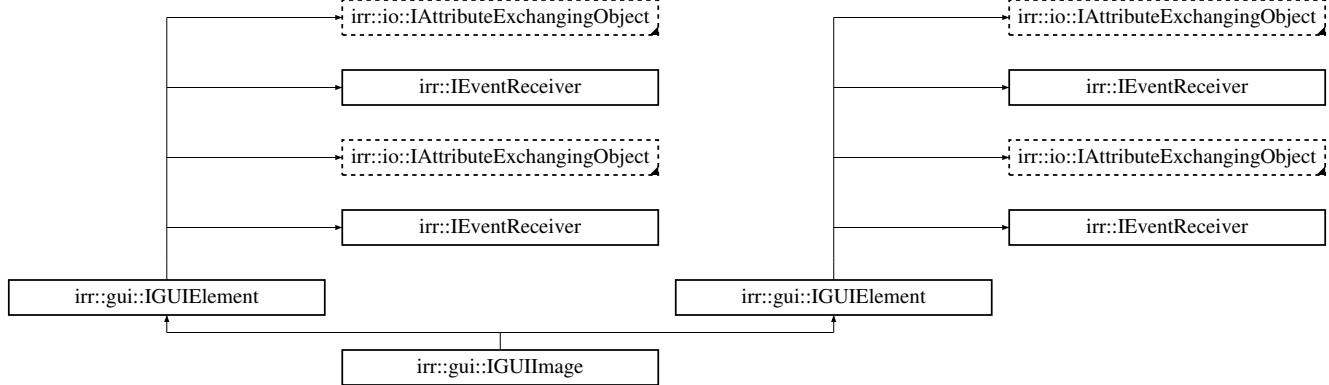 irr::io::IAttributeExchangingObject
irr::io::IAttributeExchangingObject
irr::IEventReceiver
irr::IEventReceiver
irr::io::IAttributeExchangingObject
irr::io::IAttributeExchangingObject
irr::IEventReceiver
irr::IEventReceiver
irr::gui::IGUIElement
irr::gui::IGUIElement
irr::gui::IGUIImage